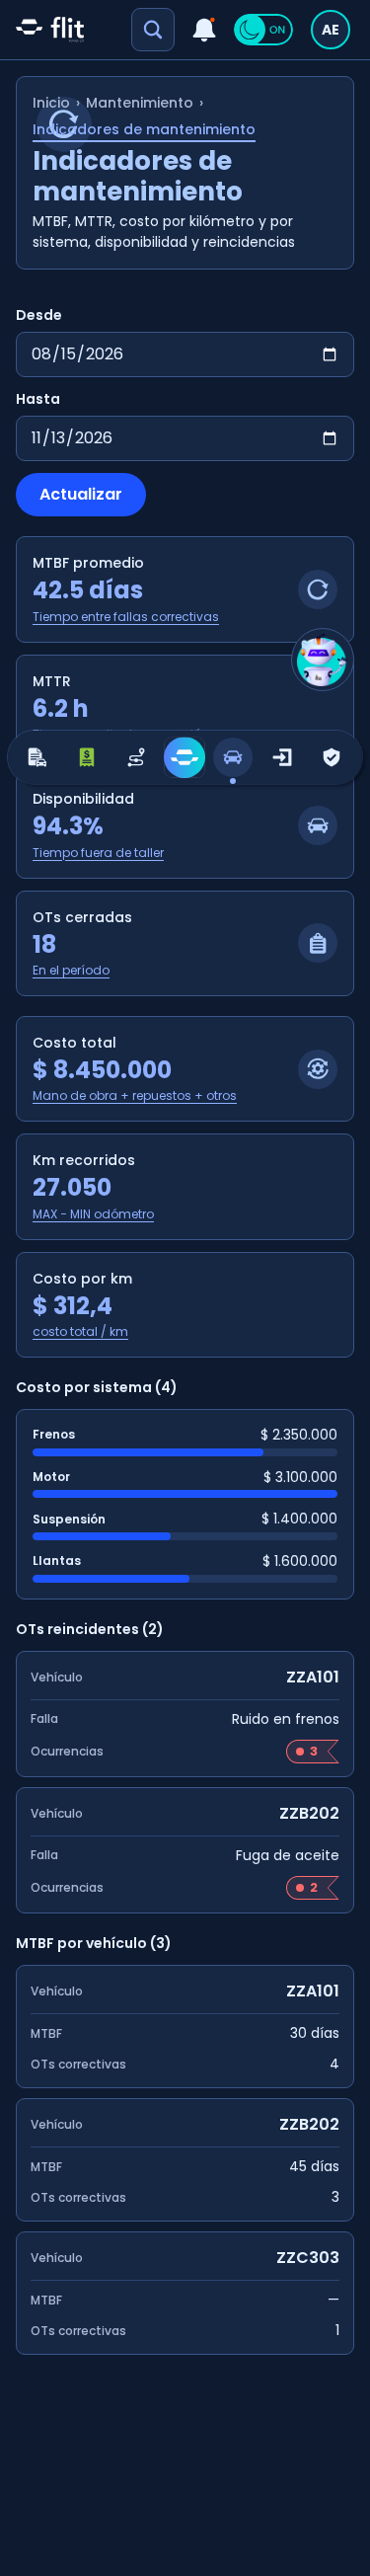 flit
ON
AE
Inicio › Mantenimiento ›
Indicadores de mantenimiento
Indicadores de
mantenimiento
MTBF, MTTR, costo por kilómetro y por
sistema, disponibilidad y reincidencias
Desde
08/15/2026
Hasta
11/13/2026
Actualizar
MTBF promedio
42.5 días
Tiempo entre fallas correctivas
MTTR
6.2 h
Disponibilidad
94.3%
Tiempo fuera de taller
OTs cerradas
18
En el período
Costo total
$ 8.450.000
Mano de obra + repuestos + otros
Km recorridos
27.050
MAX - MIN odómetro
Costo por km
$ 312,4
costo total / km
Costo por sistema (4)
Frenos $ 2.350.000
Motor $ 3.100.000
Suspensión $ 1.400.000
Llantas $ 1.600.000
OTs reincidentes (2)
Vehículo ZZA101
Falla Ruido en frenos
Ocurrencias 3
Vehículo ZZB202
Falla Fuga de aceite
Ocurrencias 2
MTBF por vehículo (3)
Vehículo ZZA101
MTBF 30 días
OTs correctivas 4
Vehículo ZZB202
MTBF 45 días
OTs correctivas 3
Vehículo ZZC303
MTBF —
OTs correctivas 1